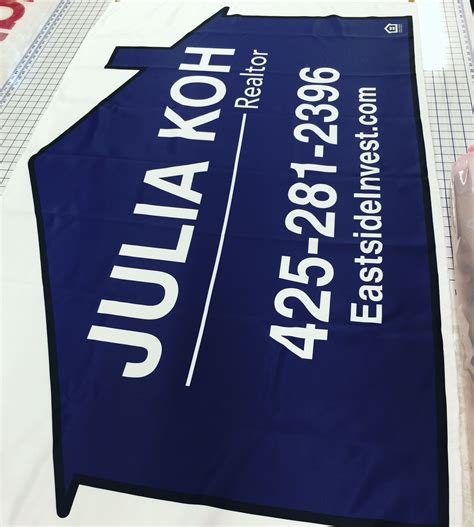 JULIA KOH
Realtor
425-281-2396
EastsideInvest.com